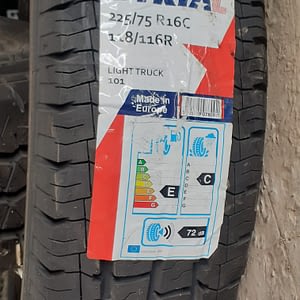 225/75 R16C
118/116R
LIGHT TRUCK
101
Made in
Europe
A
B
C
D
E
F
G
E
A
B
C
D
E
F
G
C
72 dB